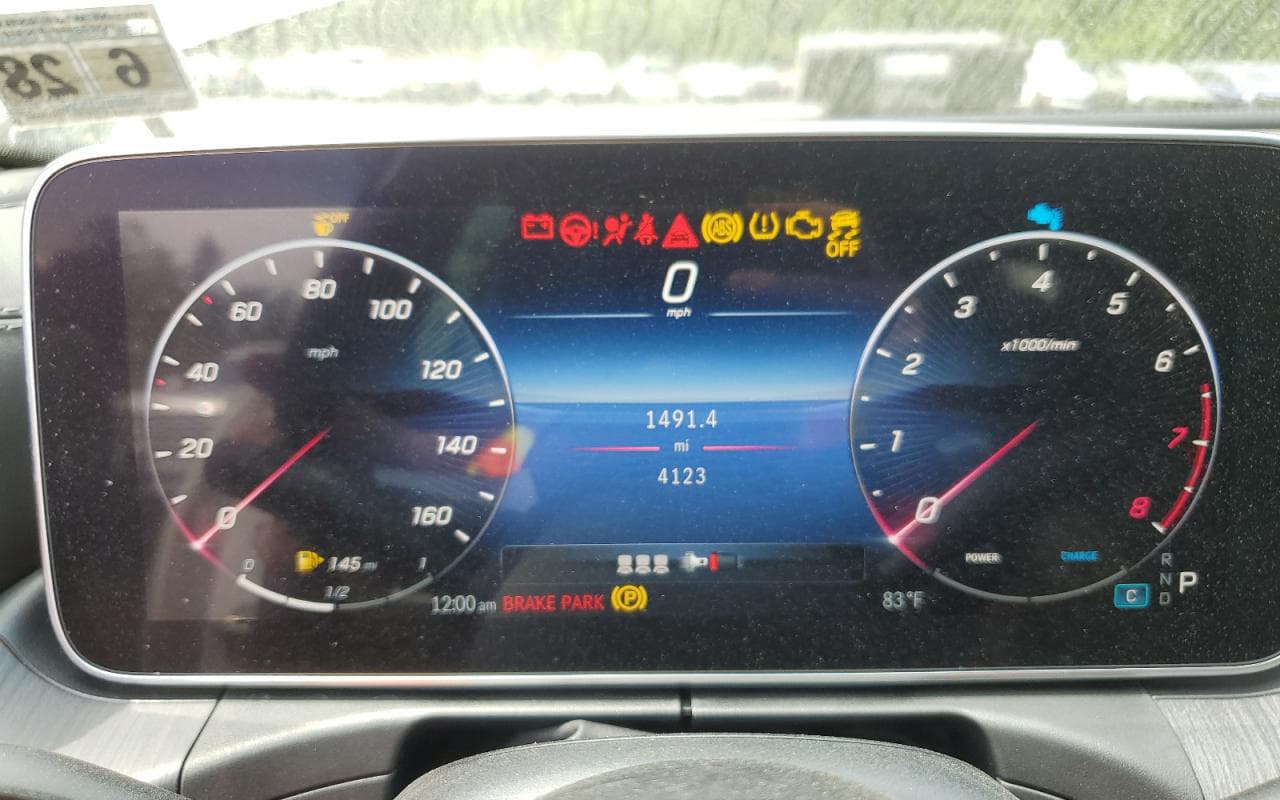 6 28
OFF
ABS
OFF
0
mph
0
20
40
60
80
100
120
140
160
mph
0
145 mi
1
1/2
1491.4
mi
4123
0
1
2
3
4
5
6
7
8
x1000/min
POWER
CHARGE
12:00 am
BRAKE PARK
P
83°F
C
R
N
D
P